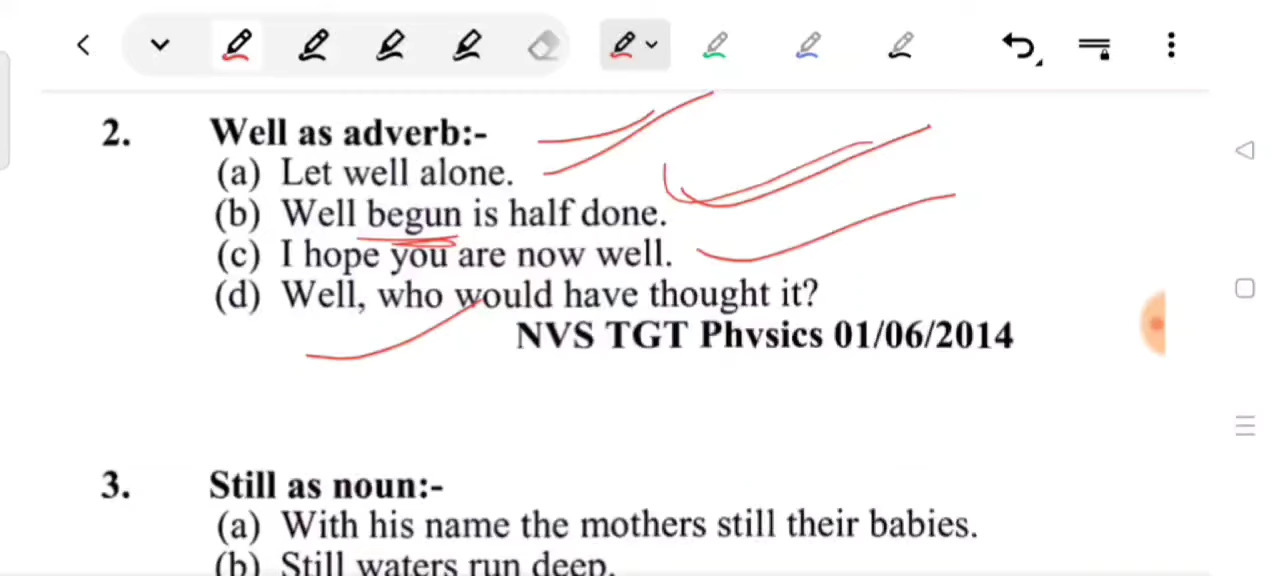 2. Well as adverb:-
(a) Let well alone.
(b) Well begun is half done.
(c) I hope you are now well.
(d) Well, who would have thought it?
NVS TGT Physics 01/06/2014
3. Still as noun:-
(a) With his name the mothers still their babies.
(b) Still waters run deep.